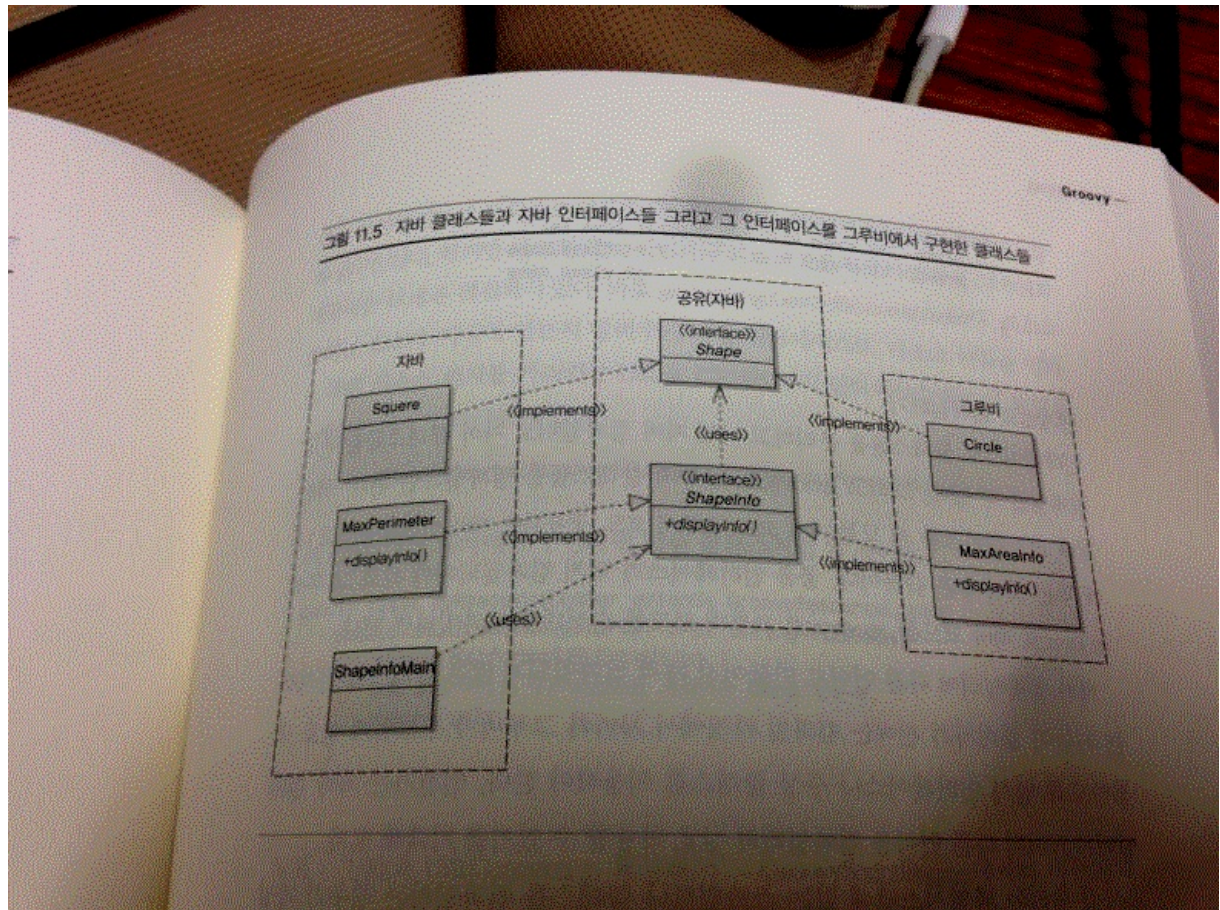 Groovy
그림 11.5 자바 클래스들과 자바 인터페이스들 그리고 그 인터페이스를 그루비에서 구현한 클래스들
자바
Squere
MaxPerimeter
+displayInfo()
ShapeInfoMain
<<implements>>
<<implements>>
<<uses>>
공유(자바)
<<interface>>
Shape
<<uses>>
<<interface>>
ShapeInfo
+displayInfo()
<<implements>>
<<implements>>
그루비
Circle
MaxAreaInfo
+displayInfo()